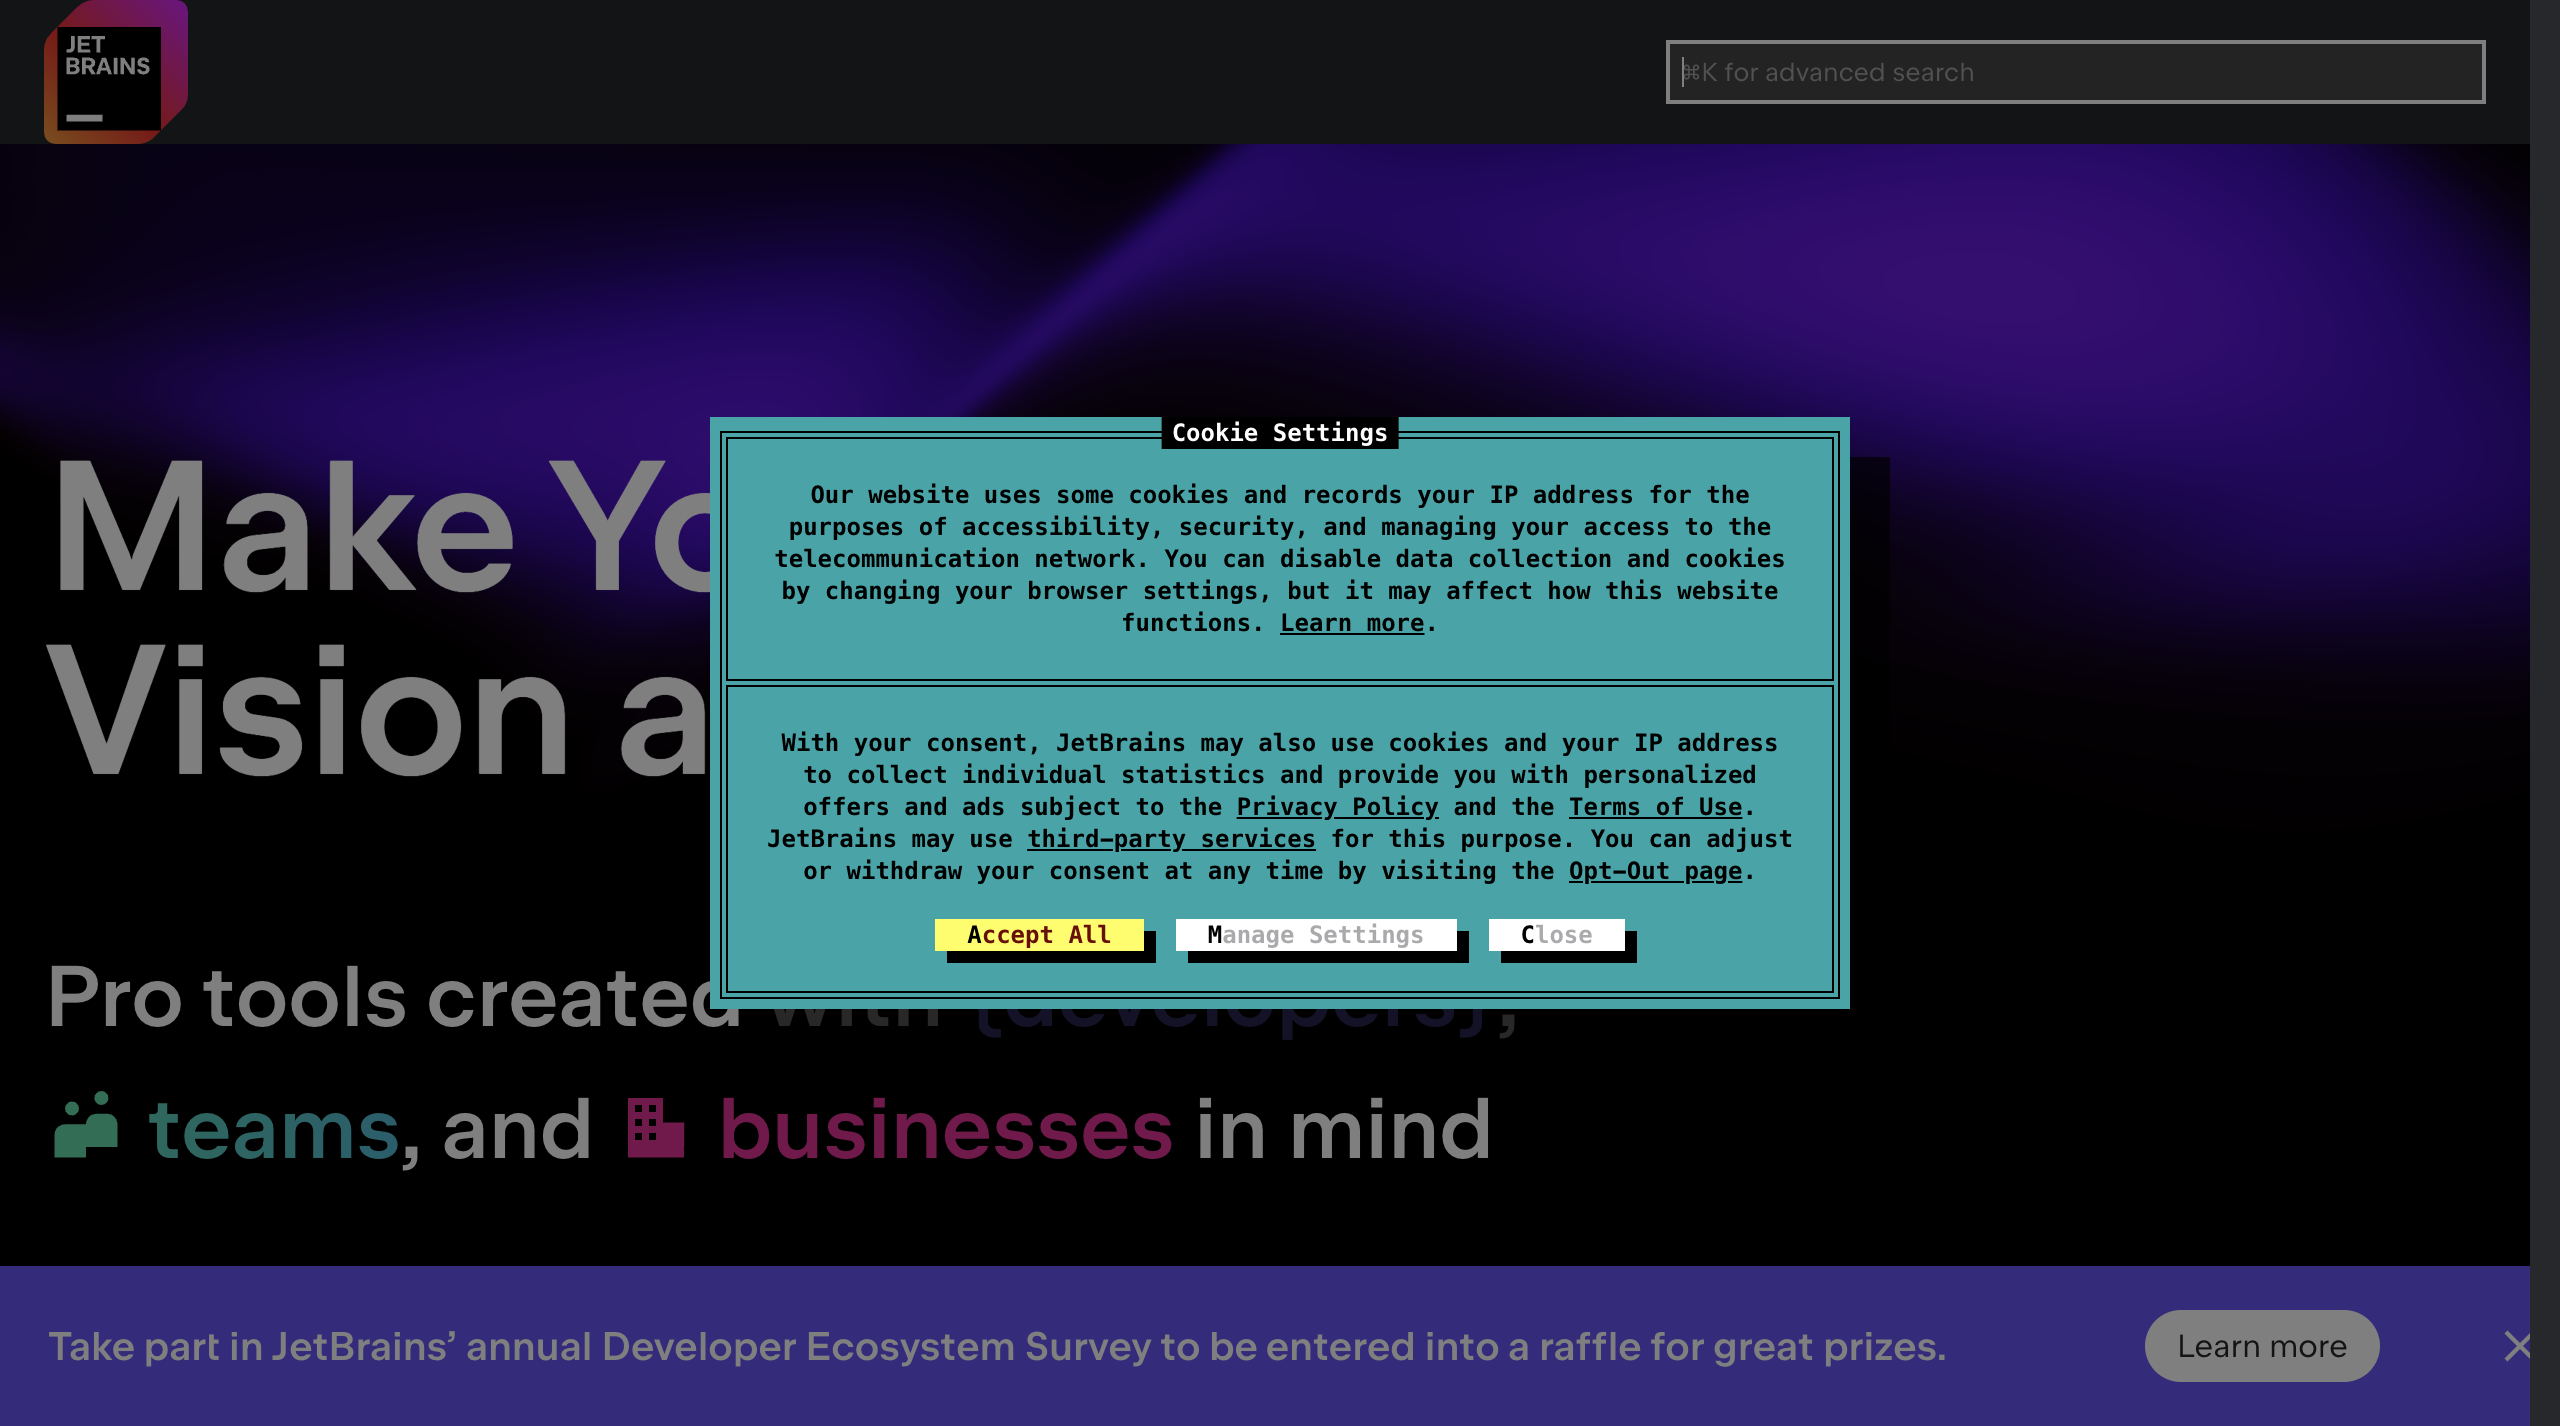 JET
BRAINS
⌘K for advanced search
Make Yo
Vision a
Cookie Settings
Our website uses some cookies and records your IP address for the
purposes of accessibility, security, and managing your access to the
telecommunication network. You can disable data collection and cookies
by changing your browser settings, but it may affect how this website
functions. Learn more.
With your consent, JetBrains may also use cookies and your IP address
to collect individual statistics and provide you with personalized
offers and ads subject to the Privacy Policy and the Terms of Use.
JetBrains may use third-party services for this purpose. You can adjust
or withdraw your consent at any time by visiting the Opt-Out page.
Accept All
Manage Settings
Close
Pro tools created with {developers},
teams, and businesses in mind
Take part in JetBrains’ annual Developer Ecosystem Survey to be entered into a raffle for great prizes.
Learn more